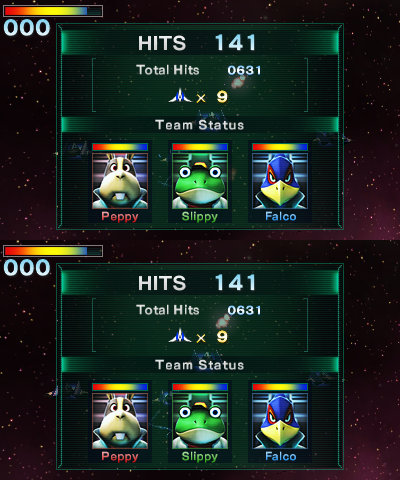 000
HITS 141
Total Hits 0631
× 9
Team Status
Peppy Slippy Falco
000
HITS 141
Total Hits 0631
× 9
Team Status
Peppy Slippy Falco